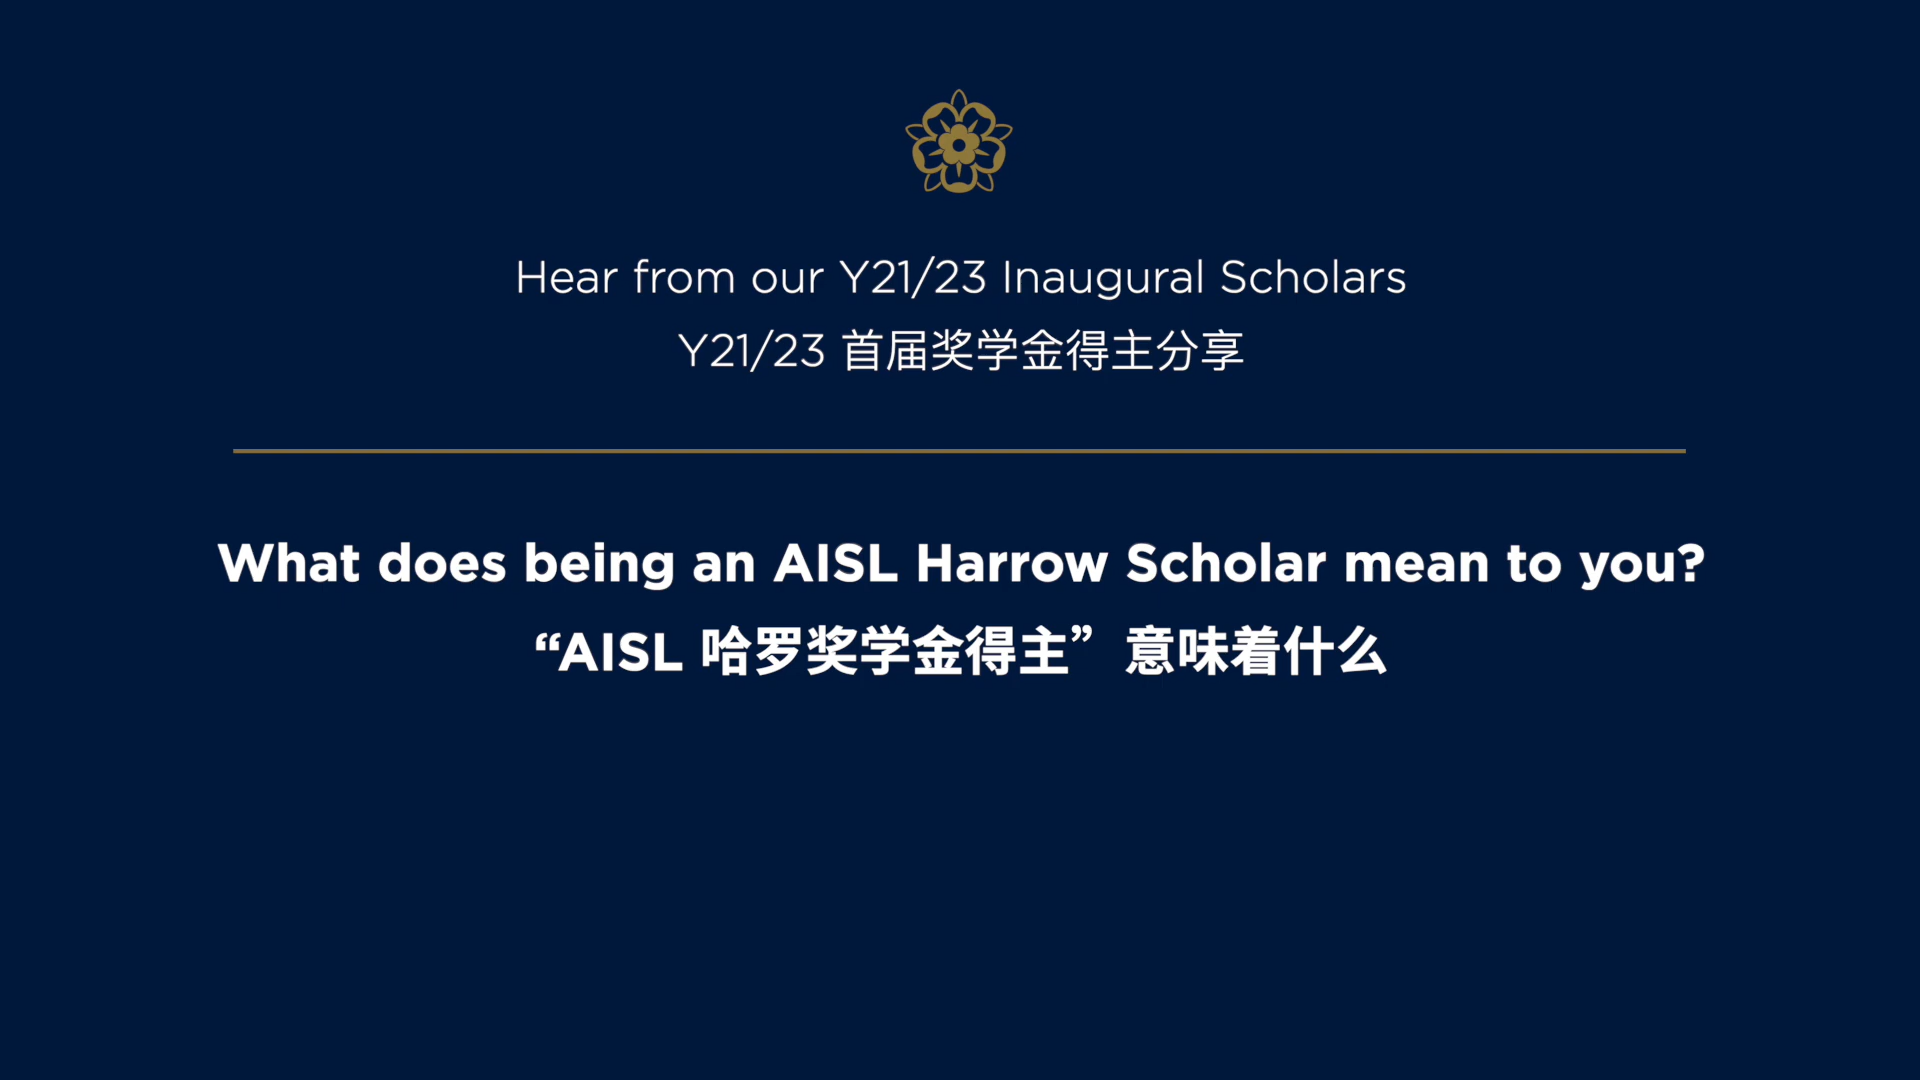 Hear from our Y21/23 Inaugural Scholars
Y21/23 首届奖学金得主分享
What does being an AISL Harrow Scholar mean to you?
“AISL 哈罗奖学金得主”意味着什么